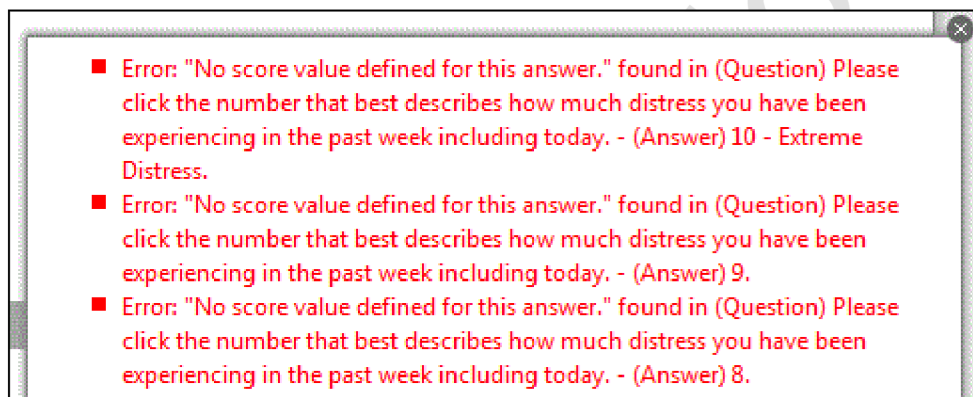 Error: "No score value defined for this answer." found in (Question) Please
click the number that best describes how much distress you have been
experiencing in the past week including today. - (Answer) 10 - Extreme
Distress.
Error: "No score value defined for this answer." found in (Question) Please
click the number that best describes how much distress you have been
experiencing in the past week including today. - (Answer) 9.
Error: "No score value defined for this answer." found in (Question) Please
click the number that best describes how much distress you have been
experiencing in the past week including today. - (Answer) 8.